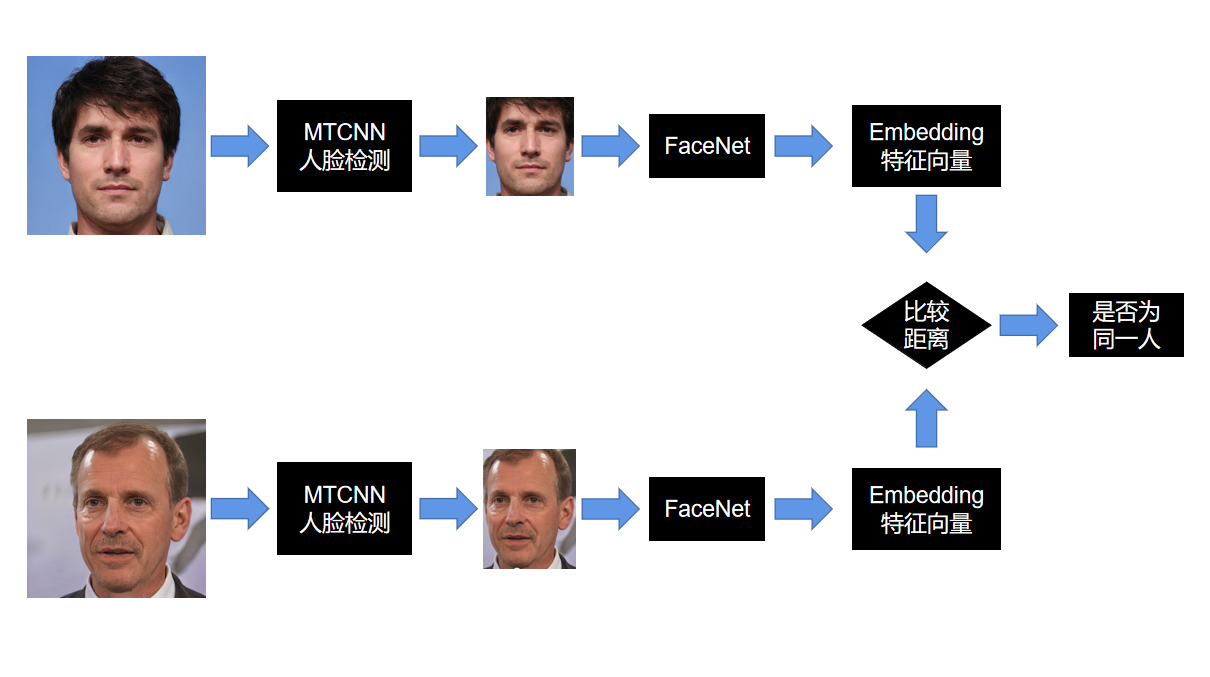 MTCNN
人脸检测
FaceNet
Embedding
特征向量
比较
距离
是否为
同一人
MTCNN
人脸检测
FaceNet
Embedding
特征向量